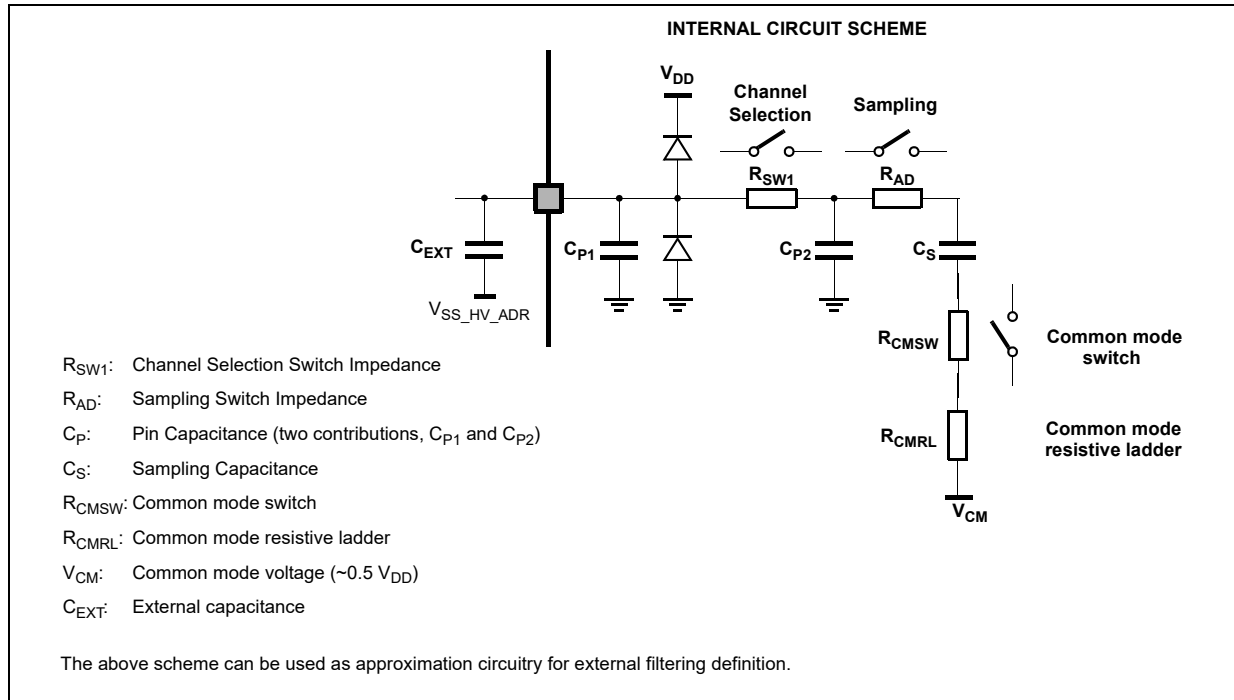 INTERNAL CIRCUIT SCHEME
VDD
Channel
Selection
Sampling
RSW1
RAD
CEXT
CP1
CP2
CS
VSS_HV_ADR
RCMSW
Common mode
switch
RCMRL
Common mode
resistive ladder
VCM
RSW1: Channel Selection Switch Impedance
RAD: Sampling Switch Impedance
CP: Pin Capacitance (two contributions, CP1 and CP2)
CS: Sampling Capacitance
RCMSW: Common mode switch
RCMRL: Common mode resistive ladder
VCM: Common mode voltage (~0.5 VDD)
CEXT: External capacitance
The above scheme can be used as approximation circuitry for external filtering definition.